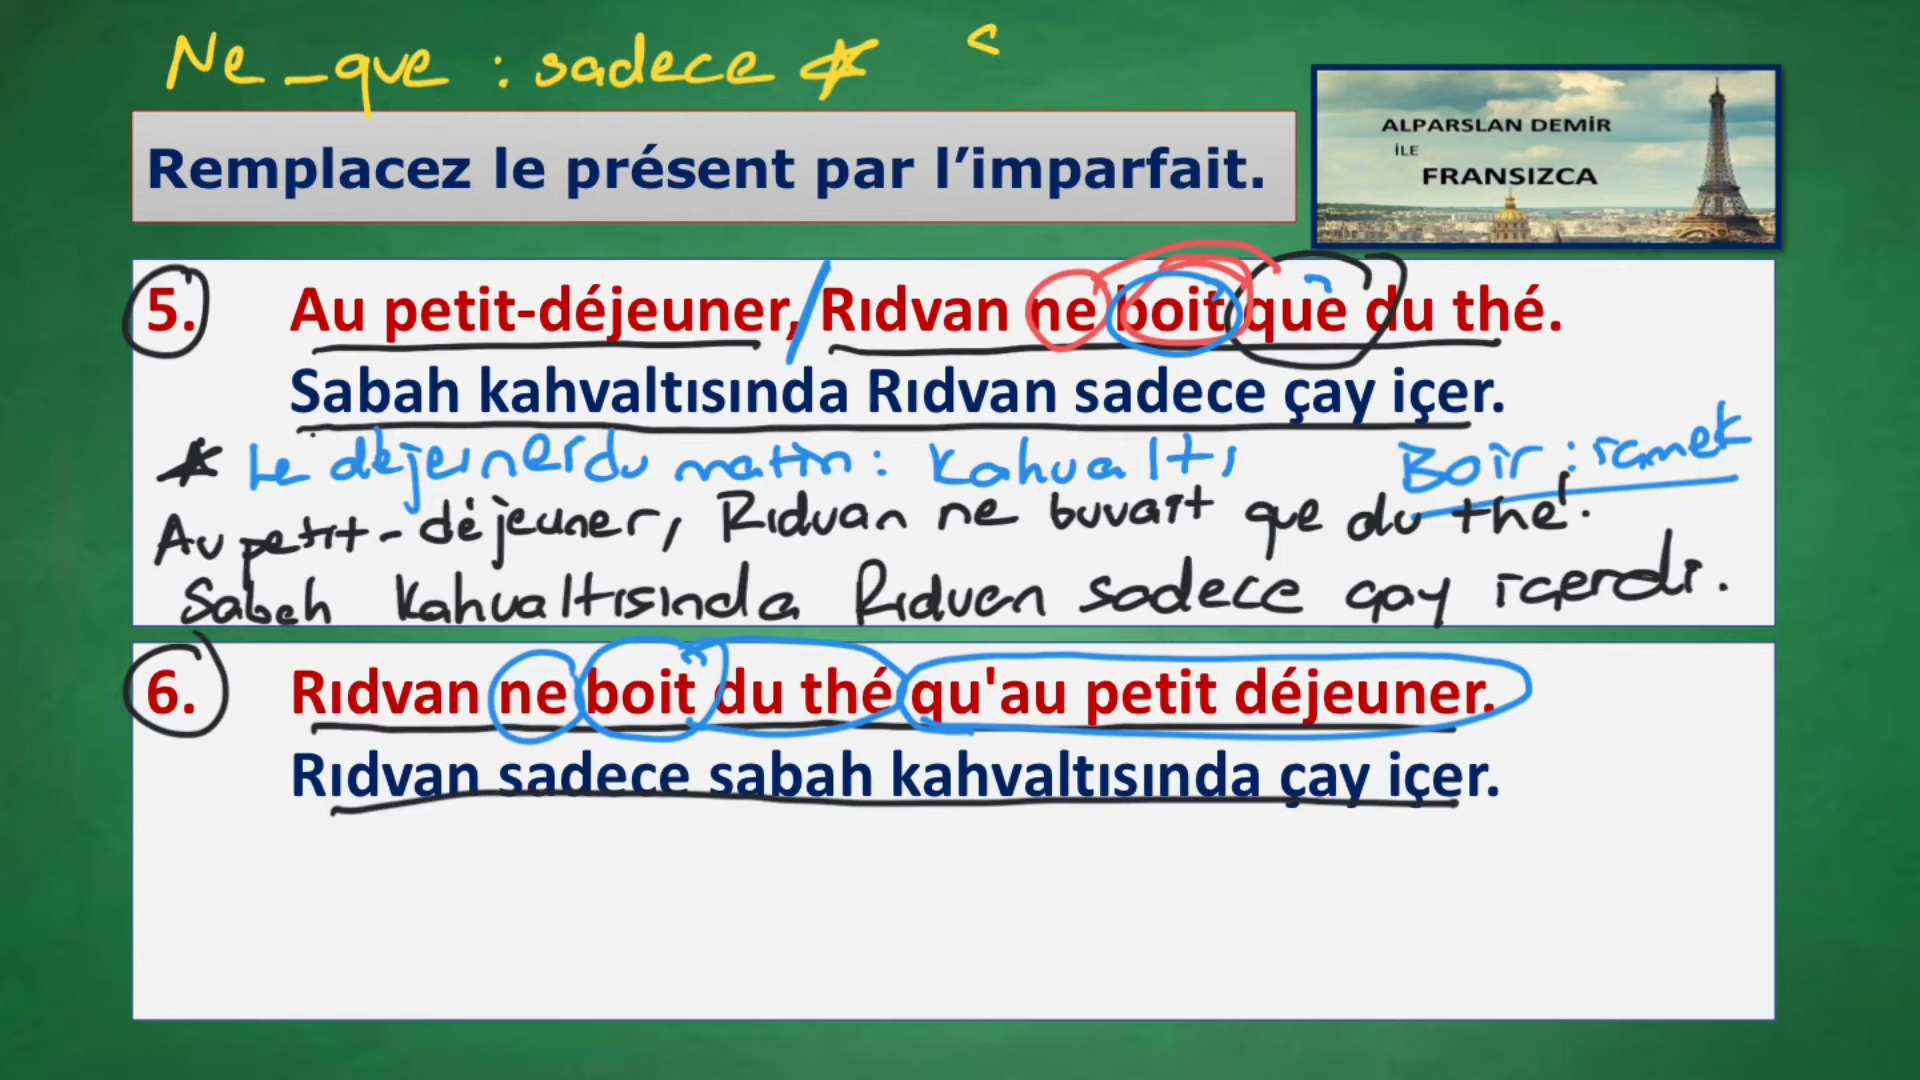 Ne - que : sadece
Remplacez le présent par l’imparfait.
ALPARSLAN DEMİR
İLE
FRANSIZCA
5. Au petit-déjeuner, Rıdvan ne boit que du thé.
Sabah kahvaltısında Rıdvan sadece çay içer.
Le déjeuner du matin : Kahvaltı
Boir : içmek
Au petit-déjeuner, Rıdvan ne buvait que du thé.
Sabah Kahvaltısında Rıdvan sadece çay içerdi.
6. Rıdvan ne boit du thé qu'au petit déjeuner.
Rıdvan sadece sabah kahvaltısında çay içer.